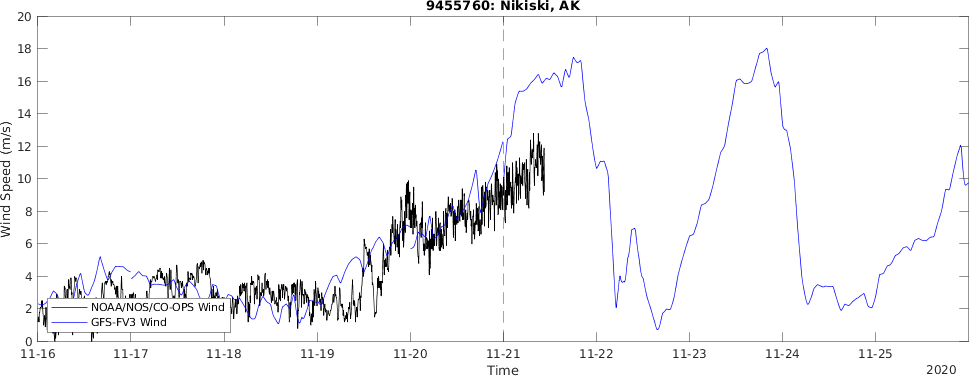 9455760: Nikiski, AK
20
18
16
14
12
10
8
6
4
2
0
Wind Speed (m/s)
NOAA/NOS/CO-OPS Wind
GFS-FV3 Wind
11-16 11-17 11-18 11-19 11-20 11-21 11-22 11-23 11-24 11-25
Time
2020